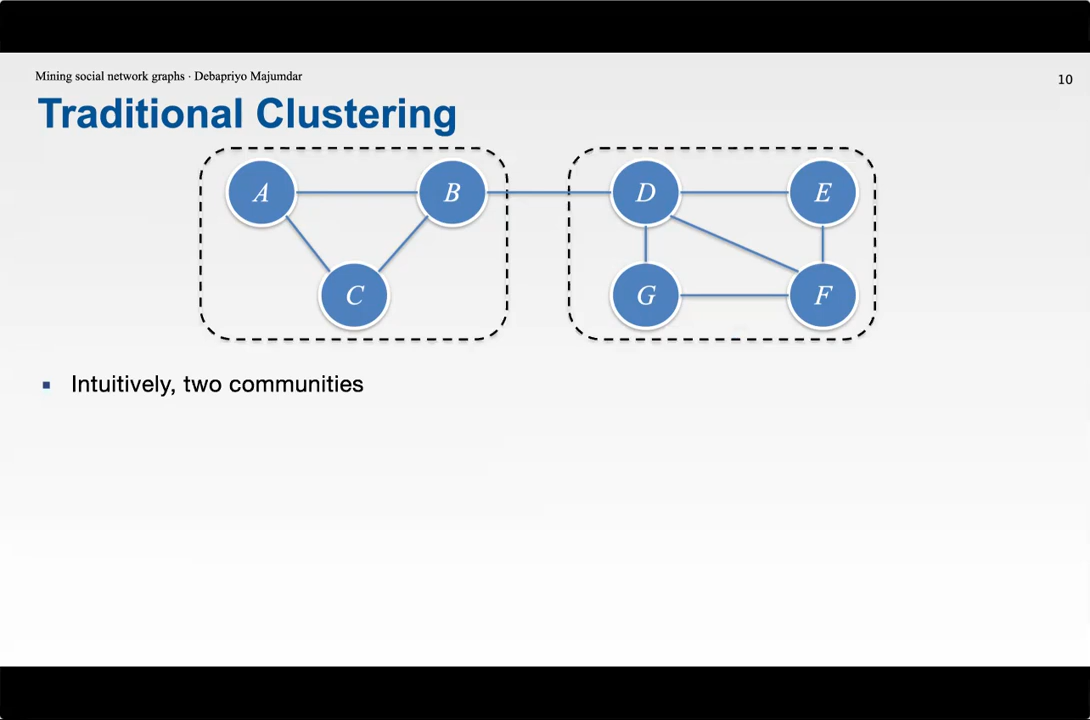 Mining social network graphs · Debapriyo Majumdar
10
Traditional Clustering
A B D E
C G F
▪ Intuitively, two communities